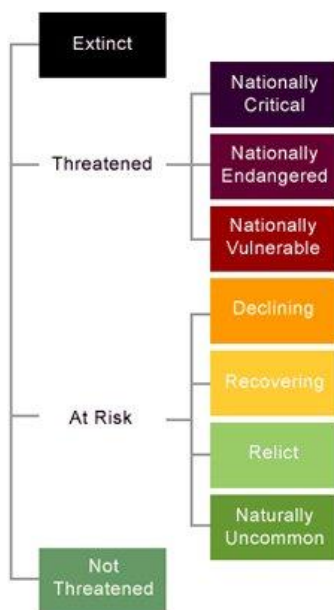 Extinct
Threatened
Nationally
Critical
Nationally
Endangered
Nationally
Vulnerable
At Risk
Declining
Recovering
Relict
Naturally
Uncommon
Not
Threatened